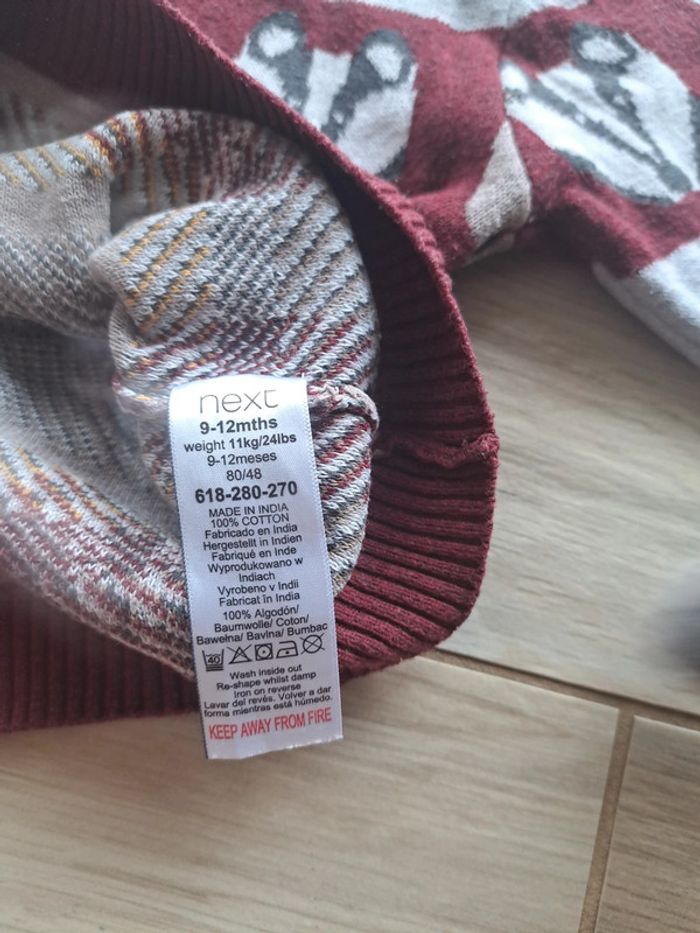 next
9-12mths
weight 11kg/24lbs
9-12meses
80/48
618-280-270
MADE IN INDIA
100% COTTON
Fabricado en India
Hergestellt in Indien
Fabriqué en Inde
Wyprodukowano w
Indiach
Vyrobeno v Indii
Fabricat în India
100% Algodón/
Baumwolle/ Coton/
Bawełna/ Bavlna/ Bumbac
40
Wash inside out
Re-shape whilst damp
Iron on reverse
Lavar del revés. Volver a dar
forma mientras está húmedo.
KEEP AWAY FROM FIRE